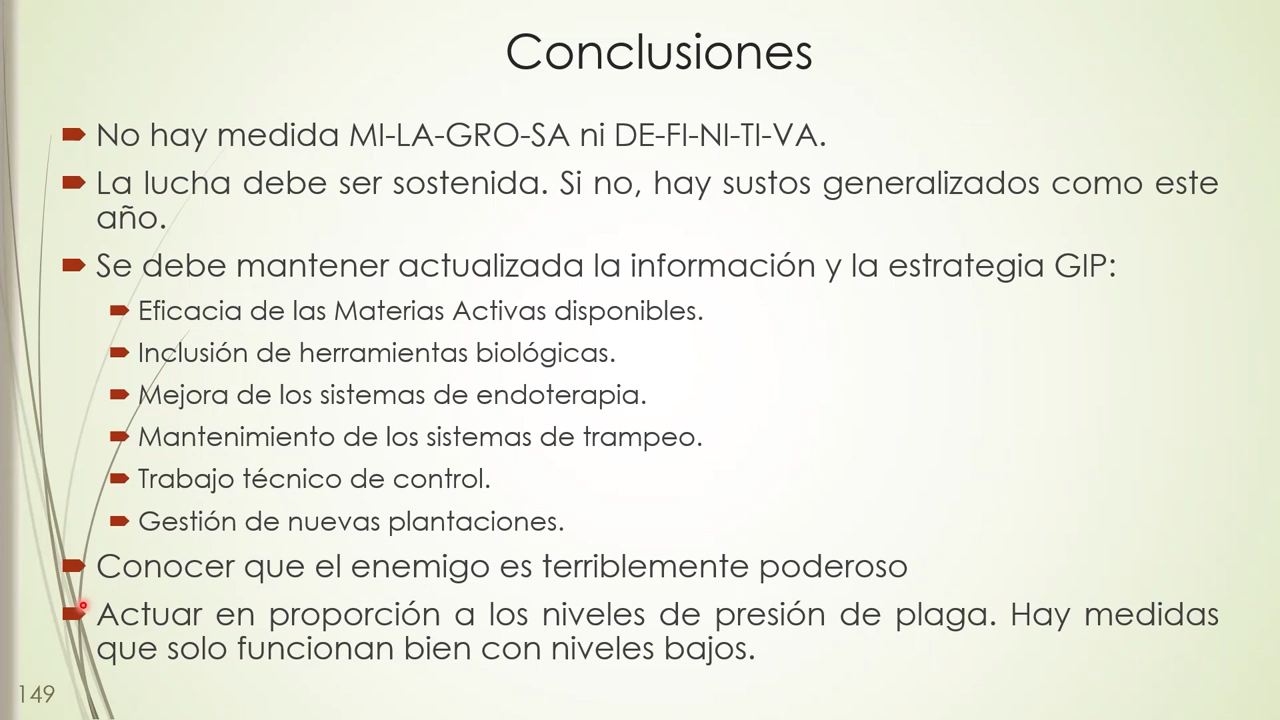 Conclusiones
No hay medida MI-LA-GRO-SA ni DE-FI-NI-TI-VA.
La lucha debe ser sostenida. Si no, hay sustos generalizados como este
año.
Se debe mantener actualizada la información y la estrategia GIP:
Eficacia de las Materias Activas disponibles.
Inclusión de herramientas biológicas.
Mejora de los sistemas de endoterapia.
Mantenimiento de los sistemas de trampeo.
Trabajo técnico de control.
Gestión de nuevas plantaciones.
Conocer que el enemigo es terriblemente poderoso
Actuar en proporción a los niveles de presión de plaga. Hay medidas
que solo funcionan bien con niveles bajos.
149